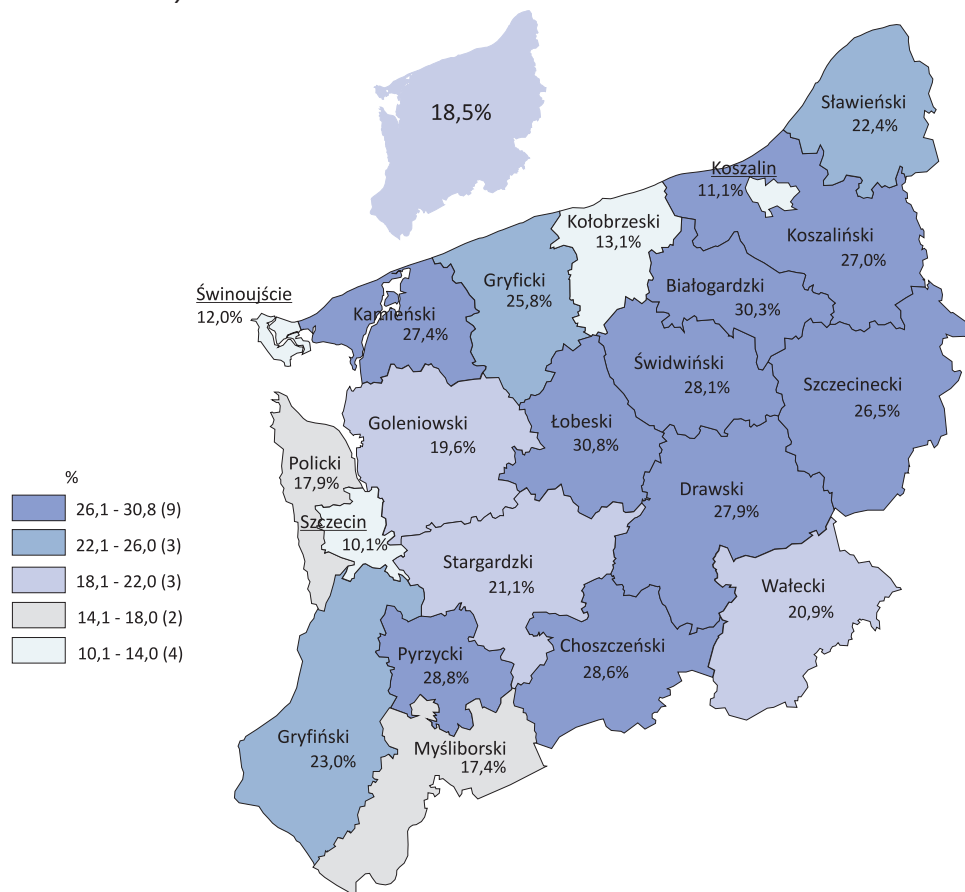 18,5%
Sławieński
22,4%
Koszalin
11,1%
Kołobrzeski
13,1%
Koszaliński
27,0%
Gryficki
25,8%
Białogardzki
30,3%
Świnoujście
12,0%
Kamieński
27,4%
Świdwiński
28,1%
Szczecinecki
26,5%
Goleniowski
19,6%
Łobeski
30,8%
Policki
17,9%
Drawski
27,9%
Szczecin
10,1%
Stargardzki
21,1%
Wałecki
20,9%
Pyrzycki
28,8%
Choszczeński
28,6%
Gryfiński
23,0%
Myśliborski
17,4%
%
26,1 - 30,8 (9)
22,1 - 26,0 (3)
18,1 - 22,0 (3)
14,1 - 18,0 (2)
10,1 - 14,0 (4)